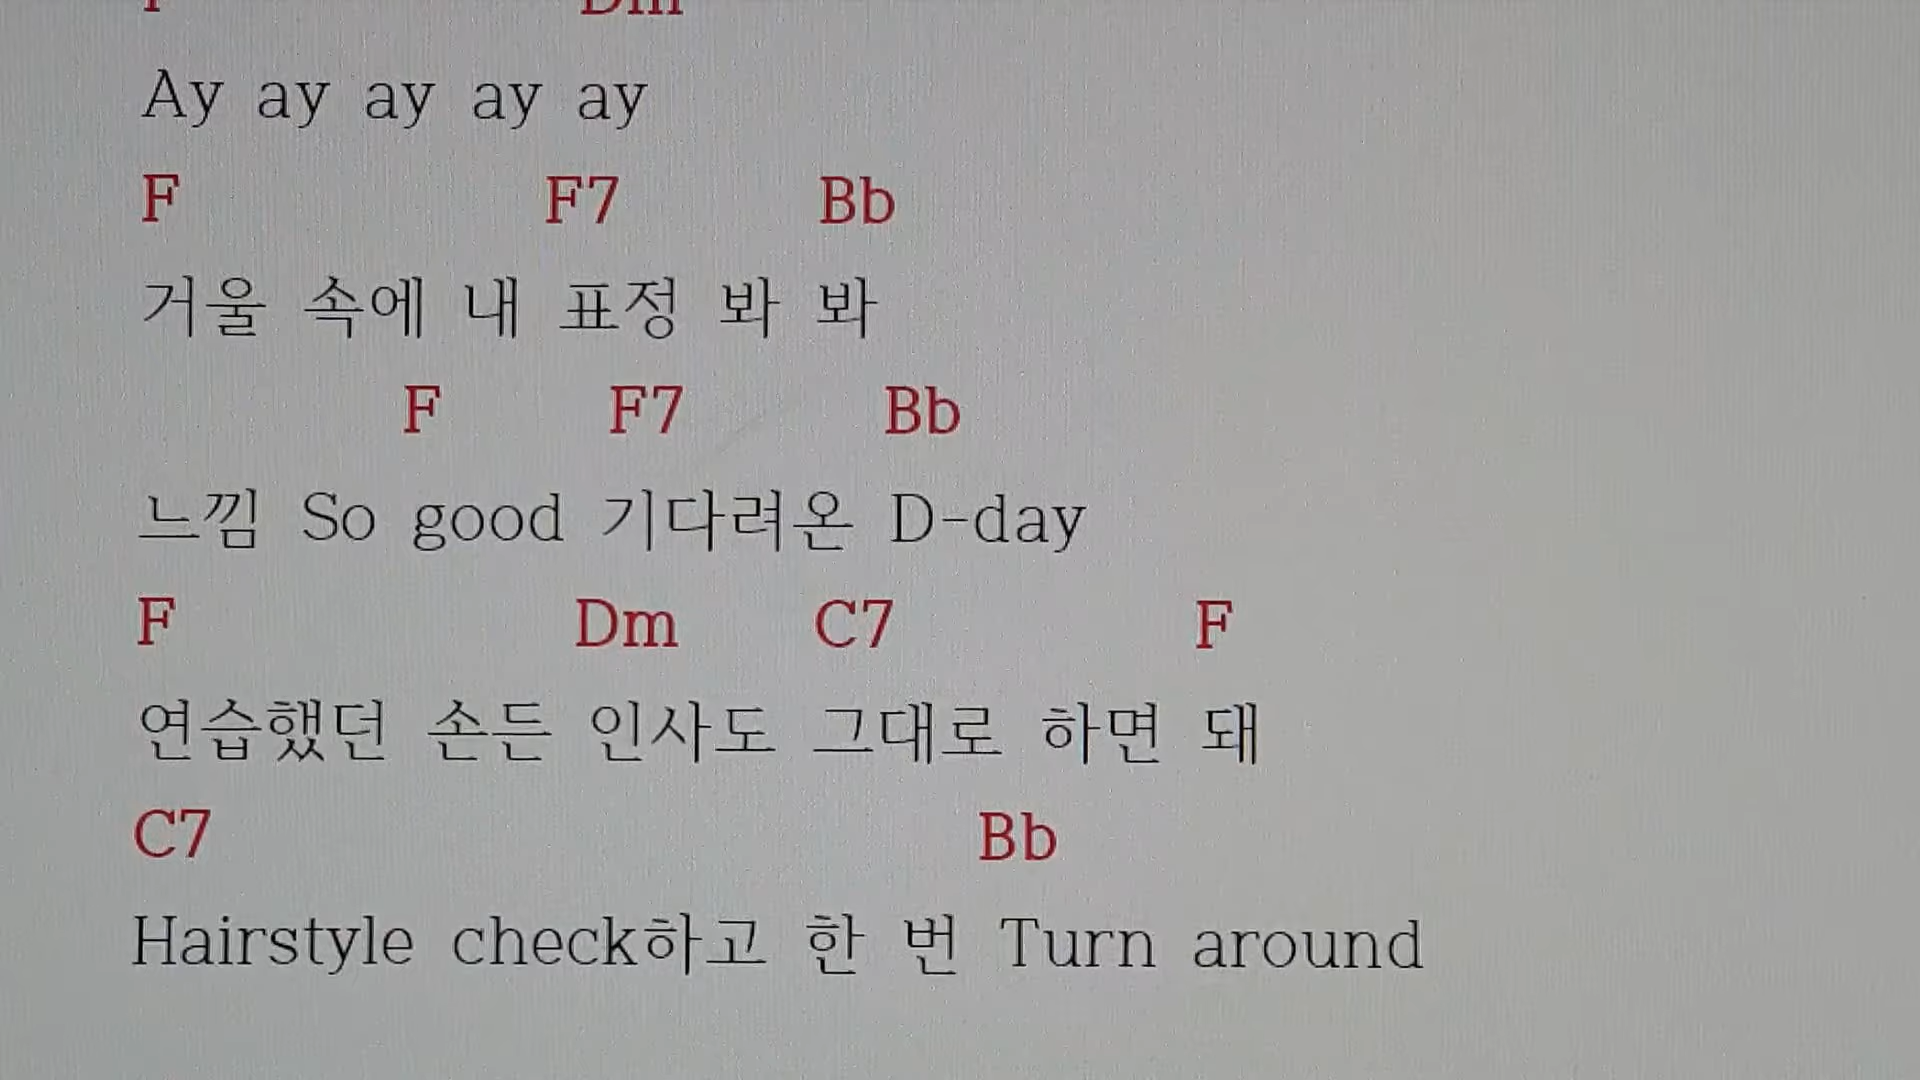 F Dm
Ay ay ay ay ay
F F7 Bb
거울 속에 내 표정 봐 봐
F F7 Bb
느낌 So good 기다려온 D-day
F Dm C7 F
연습했던 손든 인사도 그대로 하면 돼
C7 Bb
Hairstyle check하고 한 번 Turn around